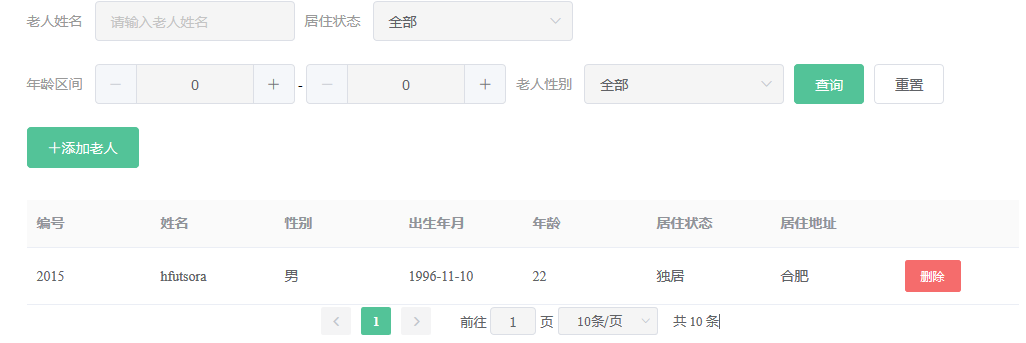 老人姓名 请输入老人姓名 居住状态 全部
年龄区间 — 0 + - — 0 + 老人性别 全部 查询 重置
+添加老人
编号 姓名 性别 出生年月 年龄 居住状态 居住地址
2015 hfutsora 男 1996-11-10 22 独居 合肥 删除
< 1 > 前往 1 页 10条/页 共 10 条